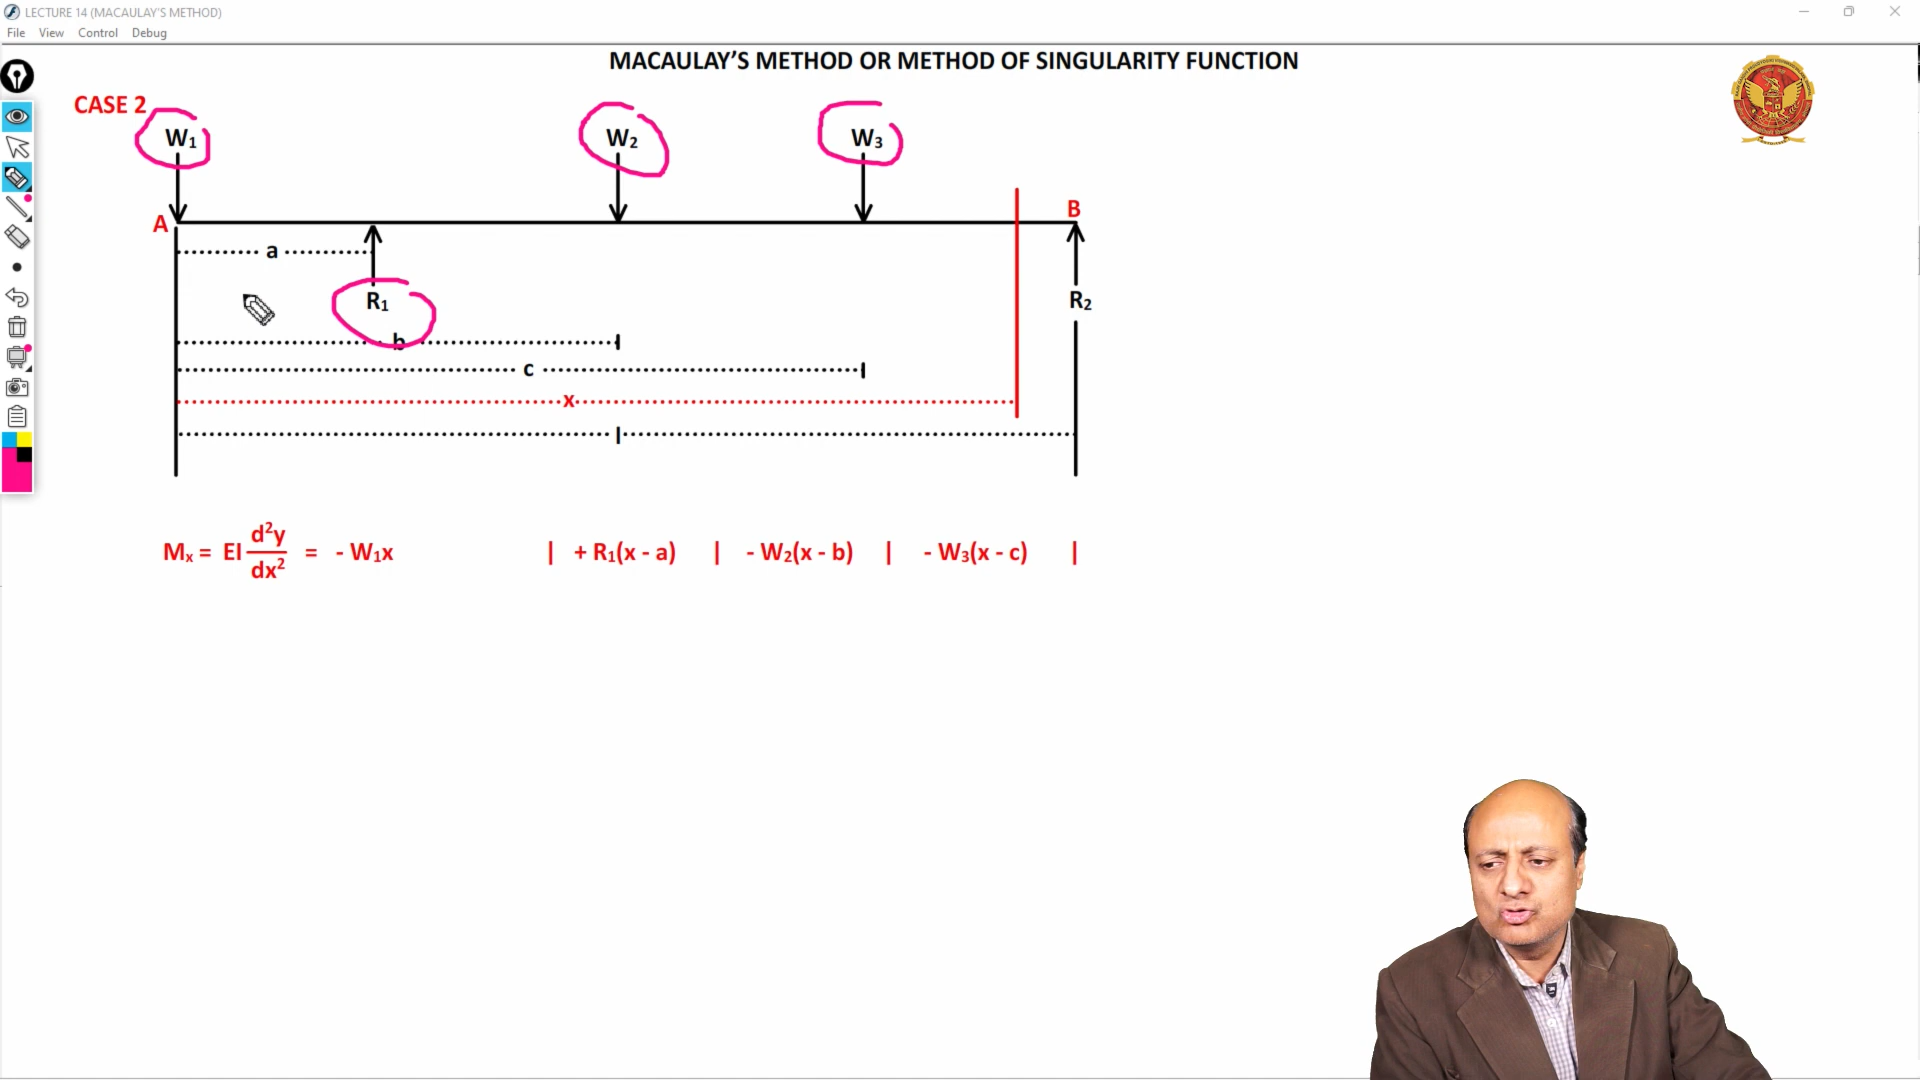 LECTURE 14 (MACAULAY'S METHOD)
File View Control Debug
MACAULAY'S METHOD OR METHOD OF SINGULARITY FUNCTION
CASE 2
W₁ W₂ W₃
A B
a
R₁ R₂
b
c
x
l
Mₓ = EI d²y/dx² = - W₁x | + R₁(x - a) | - W₂(x - b) | - W₃(x - c) |